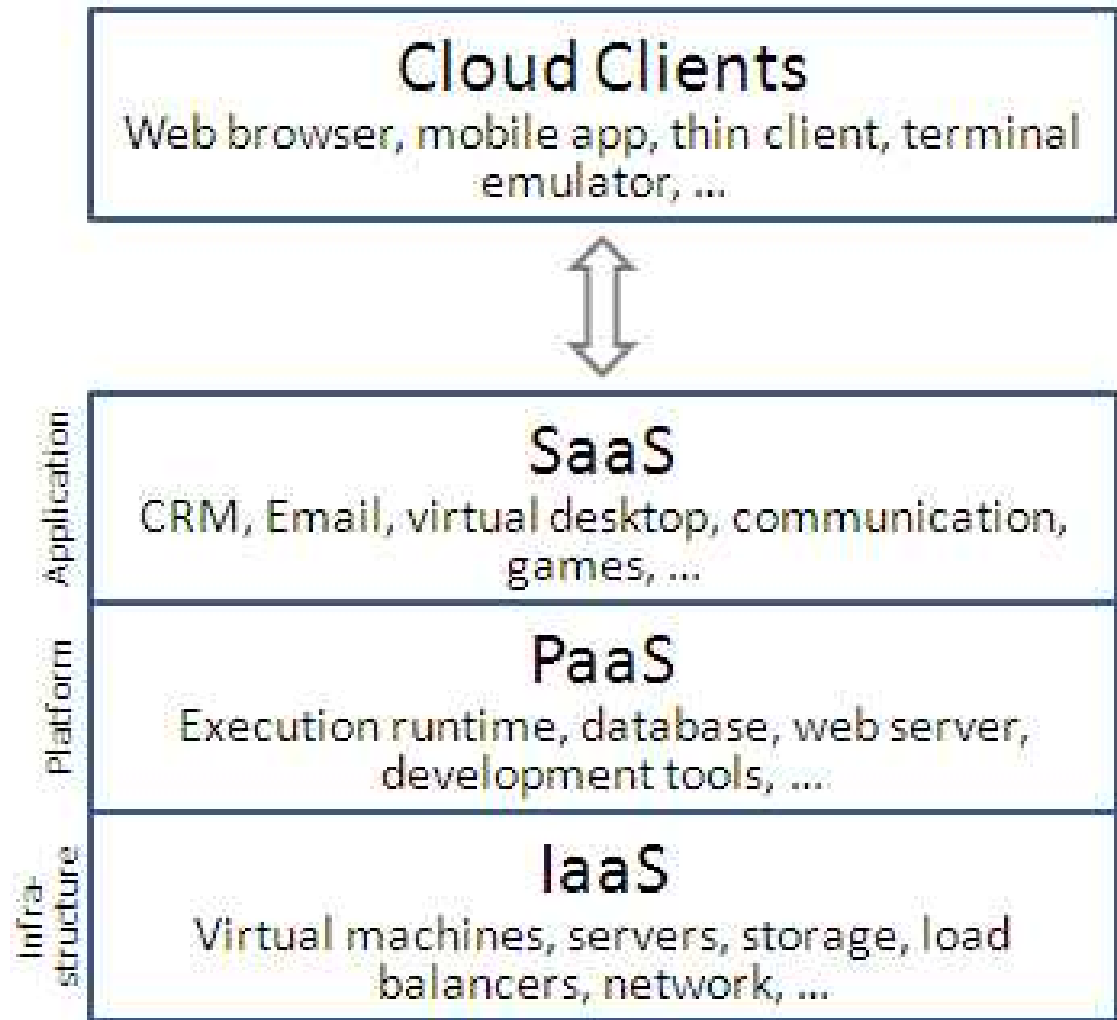 Cloud Clients
Web browser, mobile app, thin client, terminal
emulator, ...
Application
SaaS
CRM, Email, virtual desktop, communication,
games, ...
Platform
PaaS
Execution runtime, database, web server,
development tools, ...
Infra-
structure
IaaS
Virtual machines, servers, storage, load
balancers, network, ...